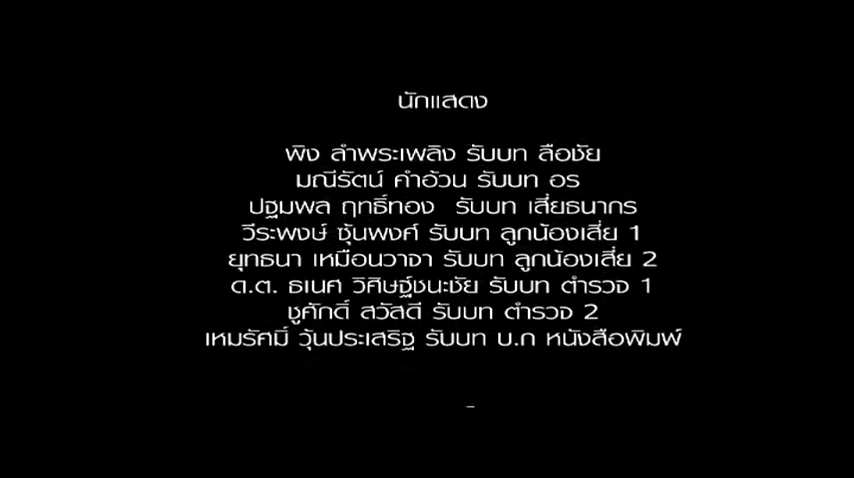 นักแสดง
พิง ลำพระเพลิง รับบท ลือชัย
มณีรัตน์ คำอ้วน รับบท อร
ปฐมพล ฤทธิ์ทอง รับบท เสี่ยธนากร
วีระพงษ์ ซุ้นพงศ์ รับบท ลูกน้องเสี่ย 1
ยุทธนา เหมือนวาจา รับบท ลูกน้องเสี่ย 2
ด.ต. ธเนศ วิศิษฐ์ชนะชัย รับบท ตำรวจ 1
ชูศักดิ์ สวัสดี รับบท ตำรวจ 2
เหมรัศมิ์ วุ้นประเสริฐ รับบท บ.ก หนังสือพิมพ์